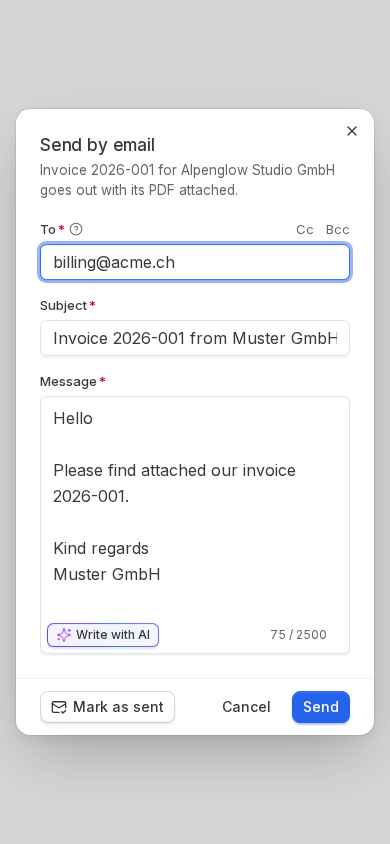 Send by email
Invoice 2026-001 for Alpenglow Studio GmbH
goes out with its PDF attached.
To* Cc Bcc
billing@acme.ch
Subject*
Invoice 2026-001 from Muster GmbH
Message*
Hello
Please find attached our invoice
2026-001.
Kind regards
Muster GmbH
Write with AI 75 / 2500
Mark as sent Cancel Send